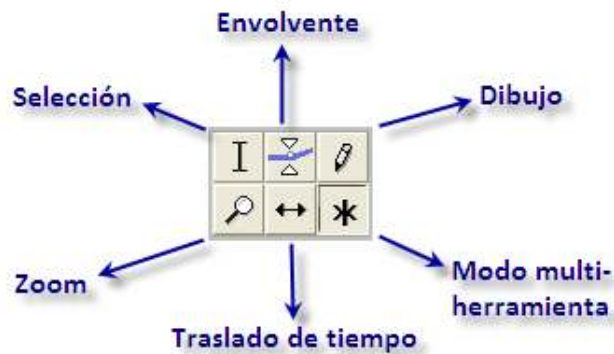 Envolvente
Selección
Dibujo
Zoom
Modo multi-
herramienta
Traslado de tiempo